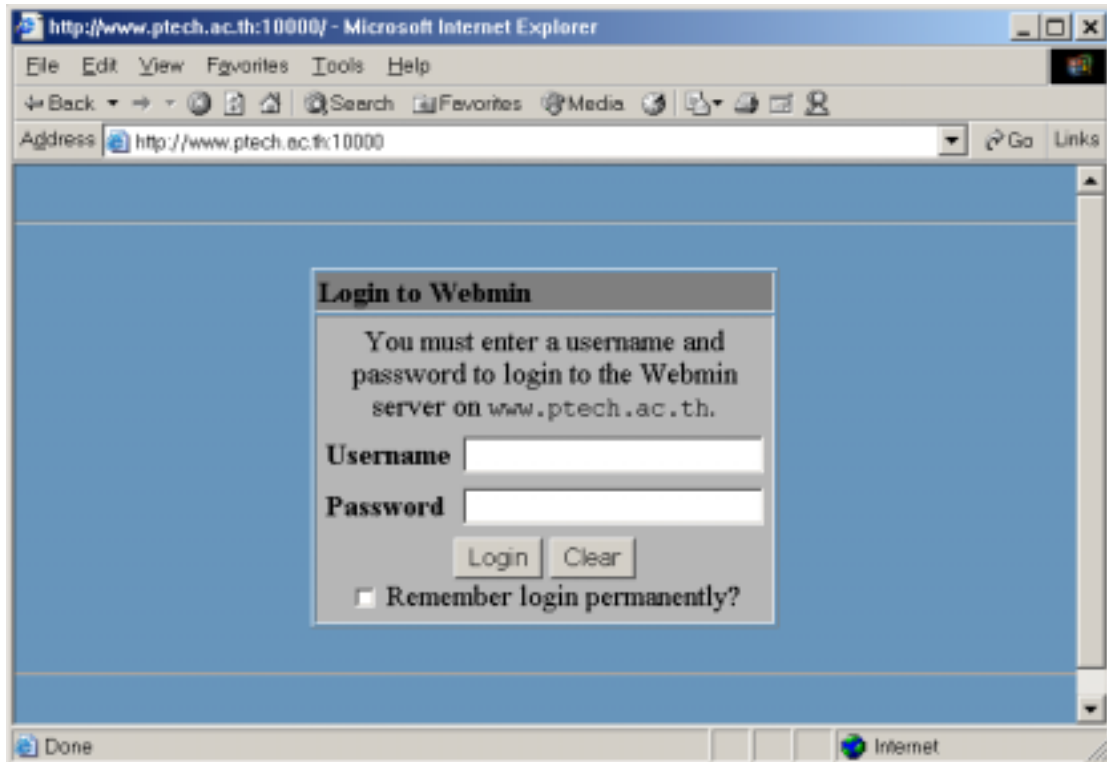 http://www.ptech.ac.th:10000/ - Microsoft Internet Explorer
File Edit View Favorites Tools Help
Back Search Favorites Media
Address http://www.ptech.ac.th:10000 Go Links
Login to Webmin
You must enter a username and
password to login to the Webmin
server on www.ptech.ac.th.
Username
Password
Login Clear
Remember login permanently?
Done Internet